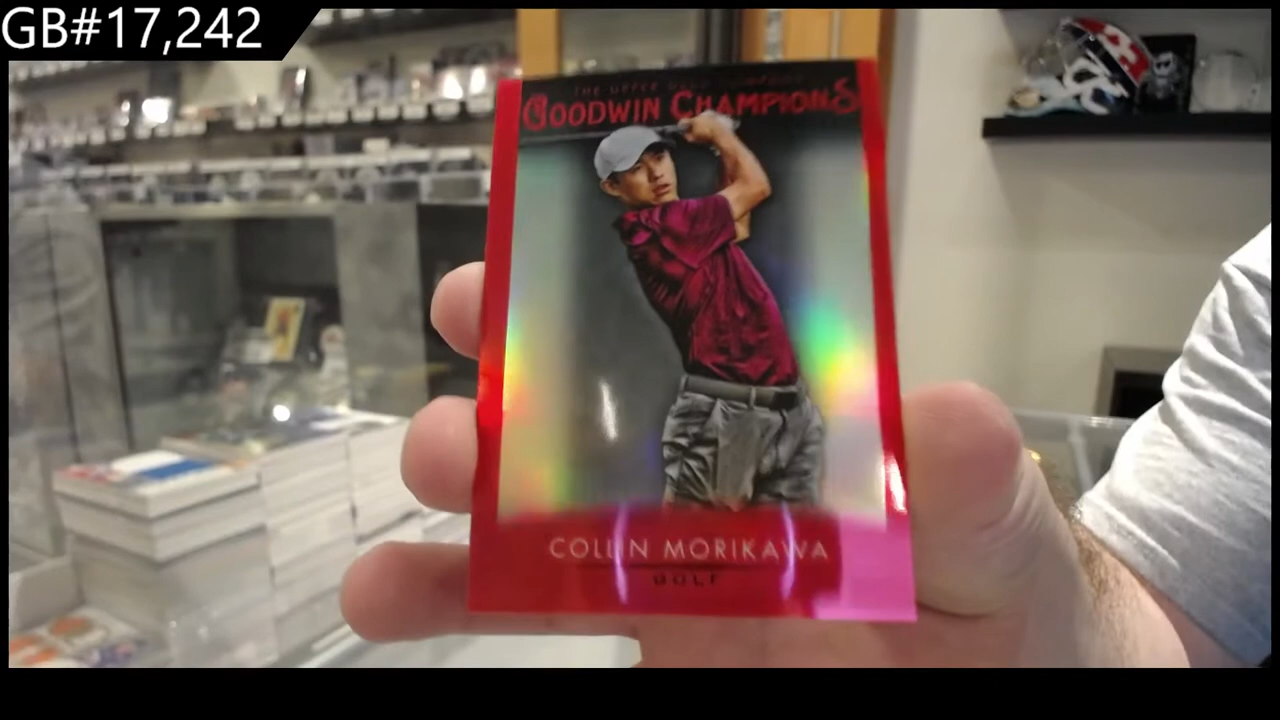 GB#17,242
THE UPPER DECK COMPANY
GOODWIN CHAMPIONS
COLLIN MORIKAWA
GOLF